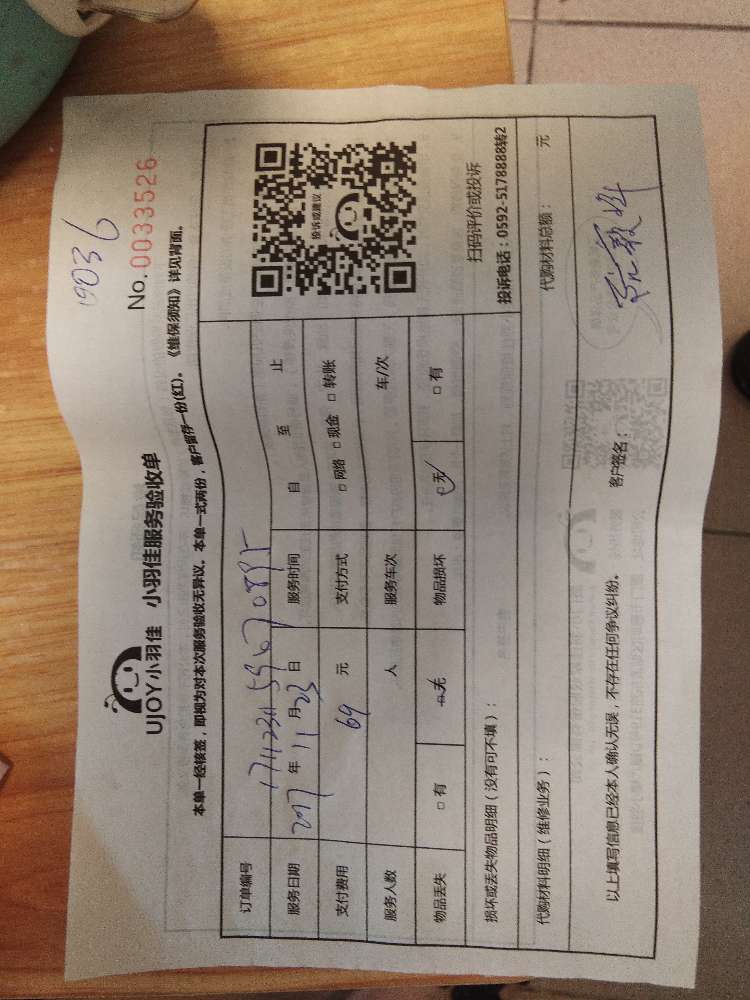 19036
No.0033526
UJOY小羽佳 小羽佳服务验收单
本单一经核签，即视为对本次服务验收无异议。本单一式两份，客户留存一份(红)。《维保须知》详见背面。
订单编号
服务日期 2017 年 11 月 23 日 服务时间 自 至 止
支付费用 69 元 支付方式 □ 网络 □ 现金 □ 转账
服务人数 人 服务车次 车/次
物品丢失 □ 有 □ 无 物品损坏 □ 无 □ 有
投诉或建议
扫码评价或投诉
投诉电话：0592-5178888转2
损坏或丢失物品明细（没有可不填）：
代购材料明细（维修业务）： 代购材料总额： 元
以上填写信息已经本人确认无误，不存在任何争议纠纷。 客户签名：